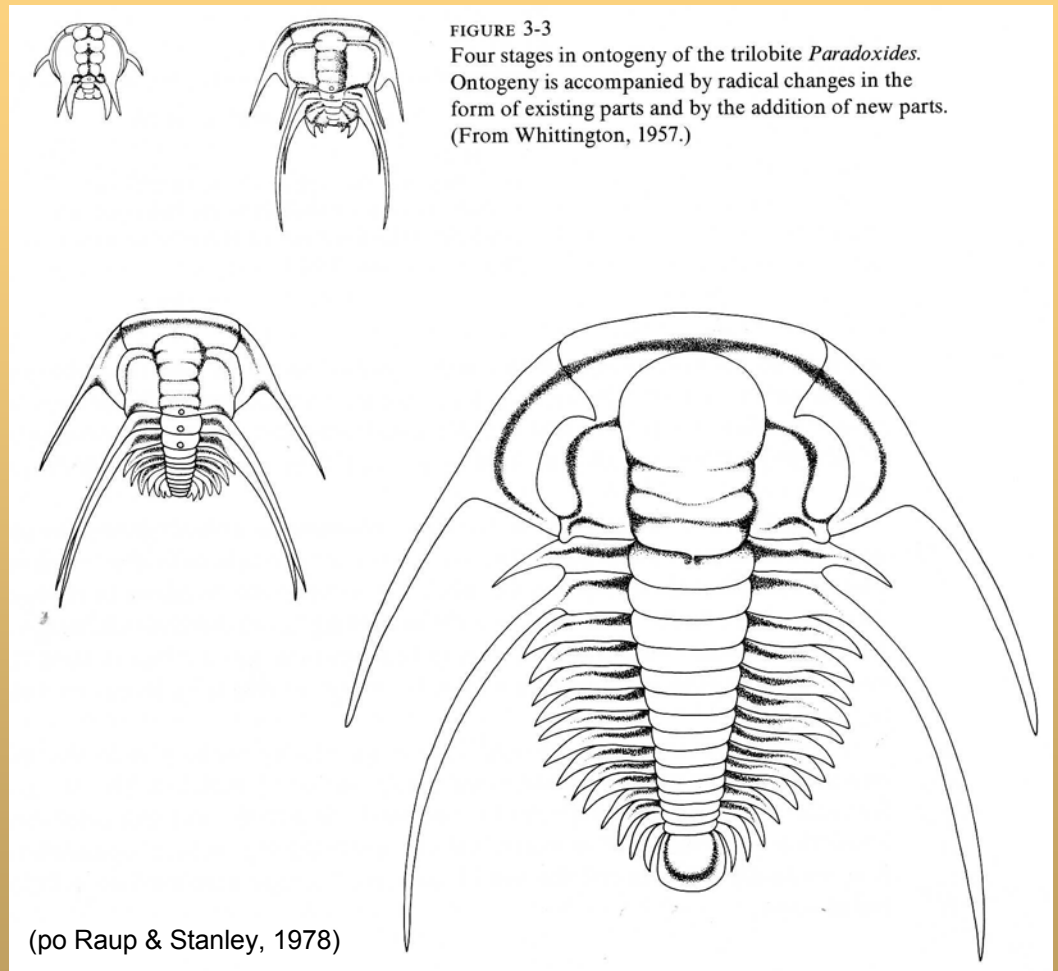 FIGURE 3-3
Four stages in ontogeny of the trilobite Paradoxides.
Ontogeny is accompanied by radical changes in the
form of existing parts and by the addition of new parts.
(From Whittington, 1957.)
(po Raup & Stanley, 1978)